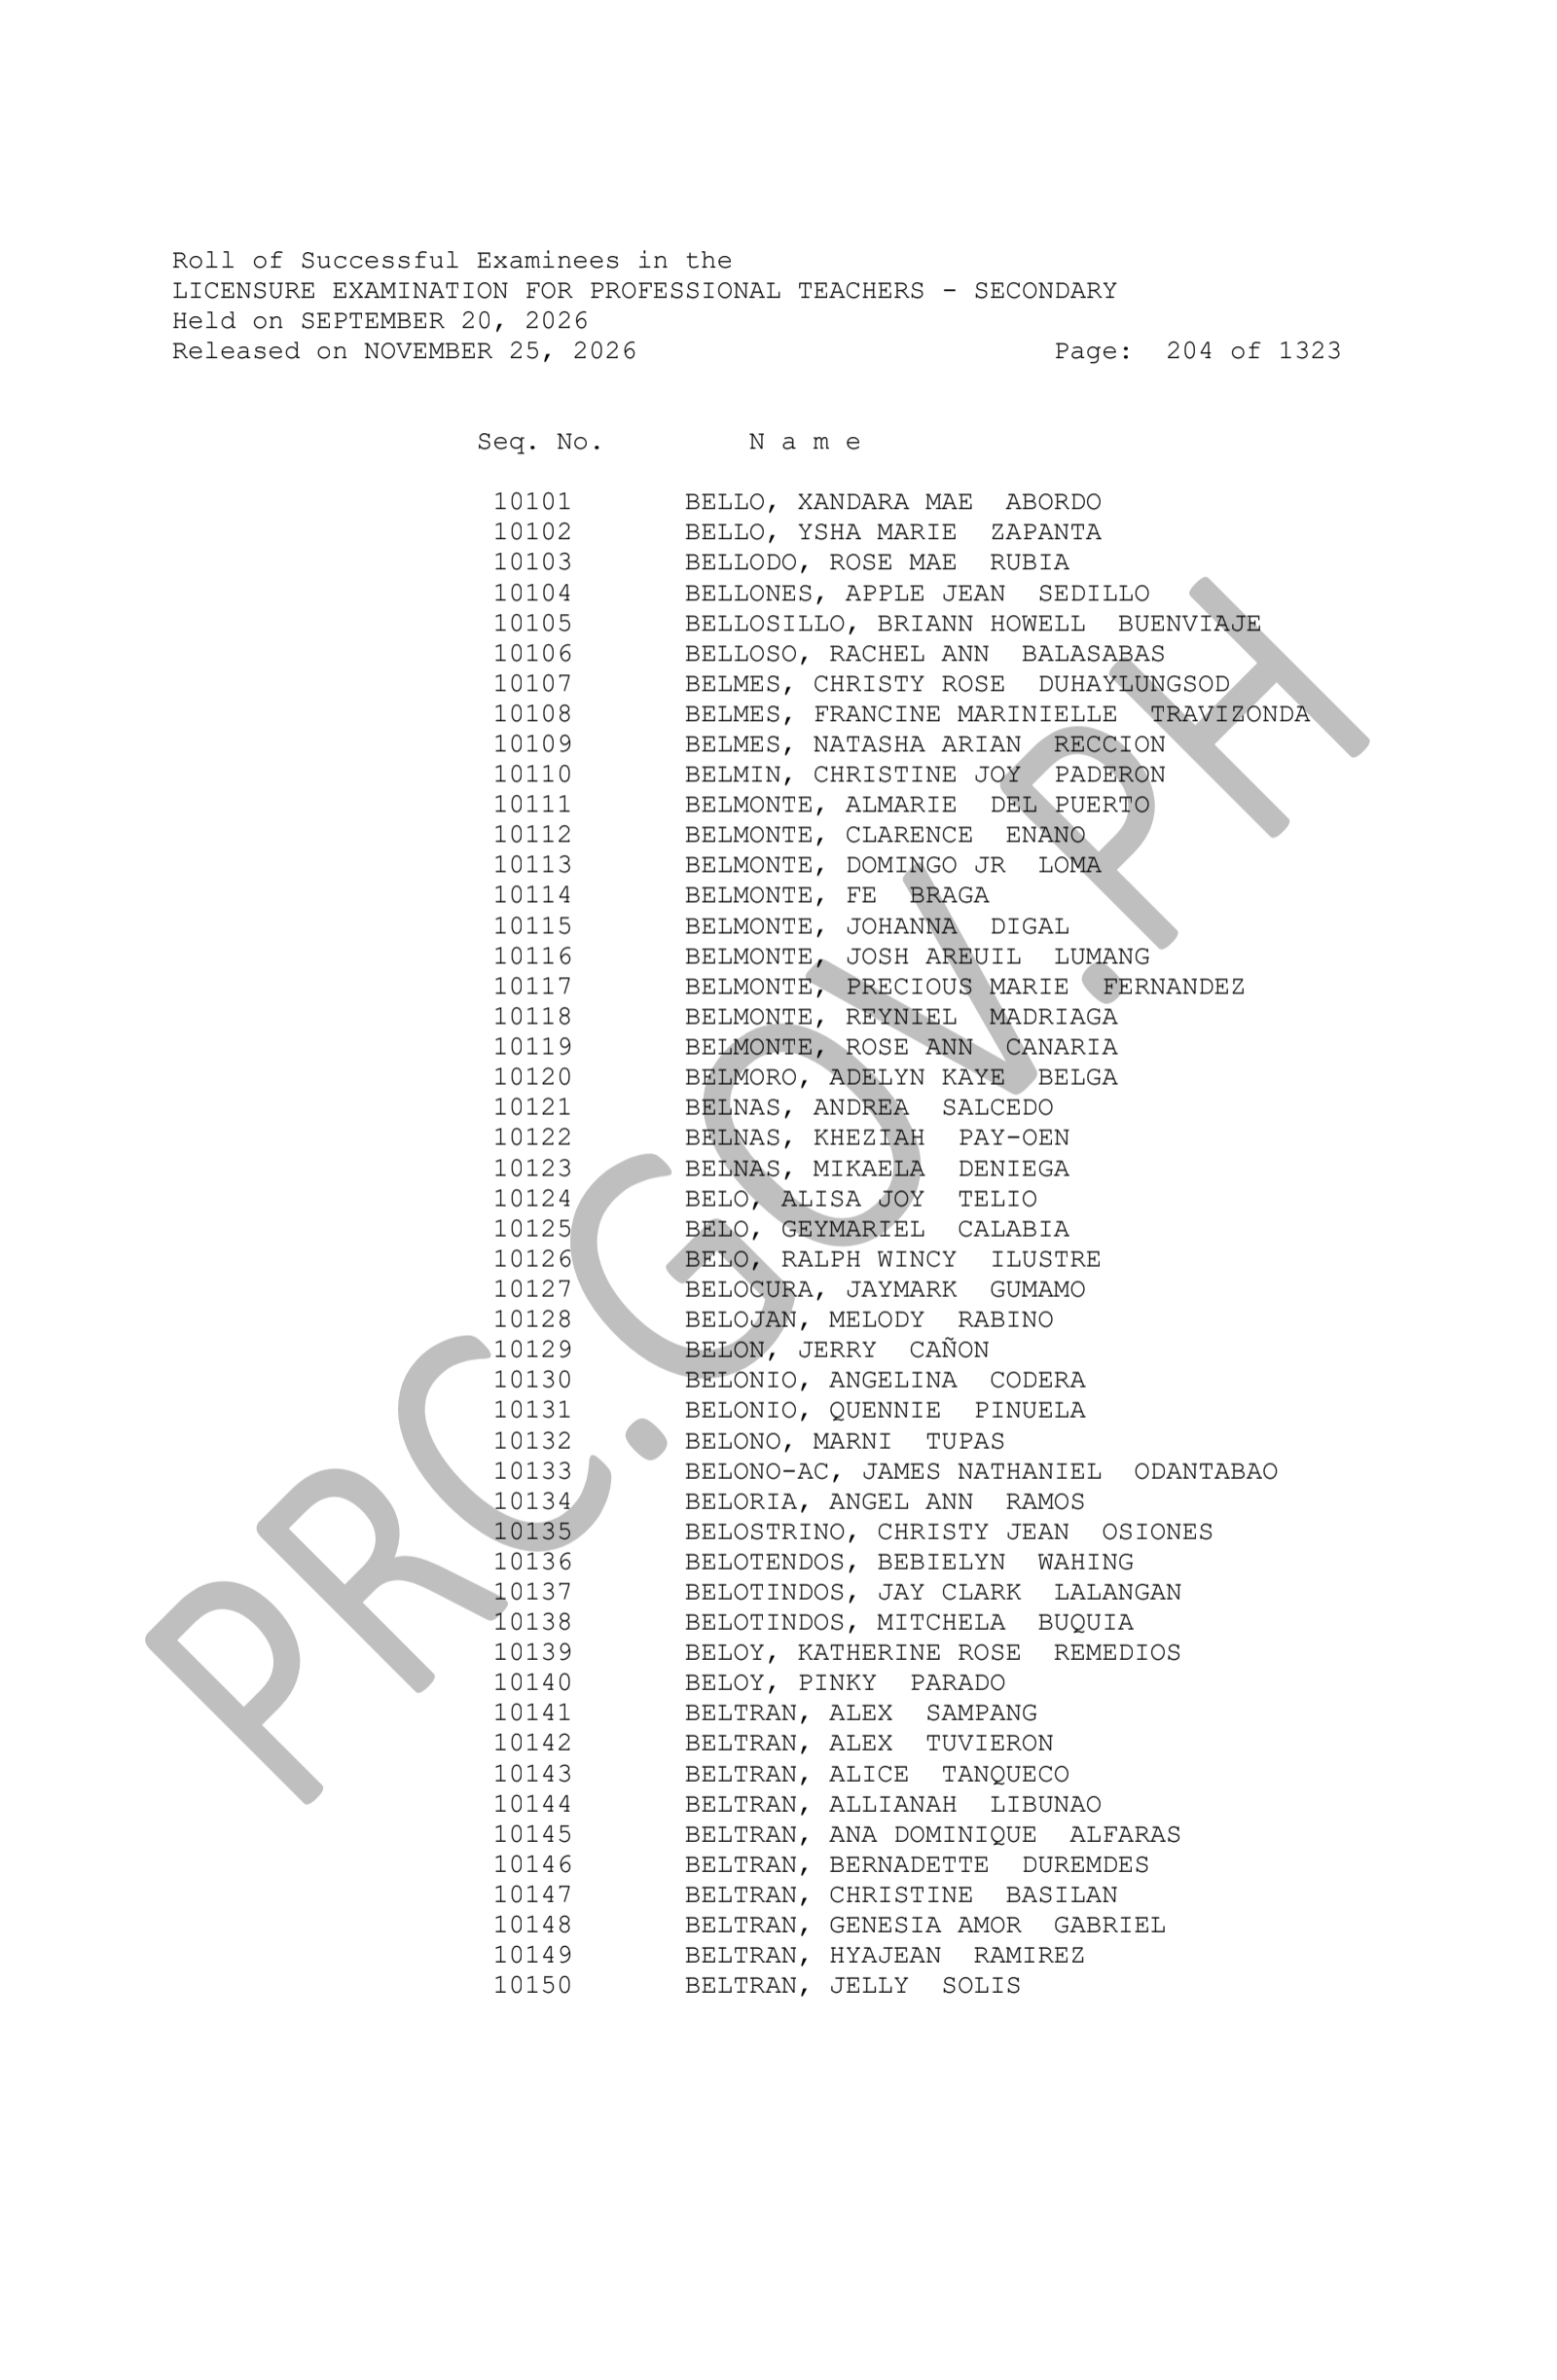 Roll of Successful Examinees in the
LICENSURE EXAMINATION FOR PROFESSIONAL TEACHERS - SECONDARY
Held on SEPTEMBER 20, 2026
Released on NOVEMBER 25, 2026 Page: 204 of 1323
Seq. No. N a m e
10101 BELLO, XANDARA MAE ABORDO
10102 BELLO, YSHA MARIE ZAPANTA
10103 BELLODO, ROSE MAE RUBIA
10104 BELLONES, APPLE JEAN SEDILLO
10105 BELLOSILLO, BRIANN HOWELL BUENVIAJE
10106 BELLOSO, RACHEL ANN BALASABAS
10107 BELMES, CHRISTY ROSE DUHAYLUNGSOD
10108 BELMES, FRANCINE MARINIELLE TRAVIZONDA
10109 BELMES, NATASHA ARIAN RECCION
10110 BELMIN, CHRISTINE JOY PADERON
10111 BELMONTE, ALMARIE DEL PUERTO
10112 BELMONTE, CLARENCE ENANO
10113 BELMONTE, DOMINGO JR LOMA
10114 BELMONTE, FE BRAGA
10115 BELMONTE, JOHANNA DIGAL
10116 BELMONTE, JOSH AREUIL LUMANG
10117 BELMONTE, PRECIOUS MARIE FERNANDEZ
10118 BELMONTE, REYNIEL MADRIAGA
10119 BELMONTE, ROSE ANN CANARIA
10120 BELMORO, ADELYN KAYE BELGA
10121 BELNAS, ANDREA SALCEDO
10122 BELNAS, KHEZIAH PAY-OEN
10123 BELNAS, MIKAELA DENIEGA
10124 BELO, ALISA JOY TELIO
10125 BELO, GEYMARIEL CALABIA
10126 BELO, RALPH WINCY ILUSTRE
10127 BELOCURA, JAYMARK GUMAMO
10128 BELOJAN, MELODY RABINO
10129 BELON, JERRY CAÑON
10130 BELONIO, ANGELINA CODERA
10131 BELONIO, QUENNIE PINUELA
10132 BELONO, MARNI TUPAS
10133 BELONO-AC, JAMES NATHANIEL ODANTABAO
10134 BELORIA, ANGEL ANN RAMOS
10135 BELOSTRINO, CHRISTY JEAN OSIONES
10136 BELOTENDOS, BEBIELYN WAHING
10137 BELOTINDOS, JAY CLARK LALANGAN
10138 BELOTINDOS, MITCHELA BUQUIA
10139 BELOY, KATHERINE ROSE REMEDIOS
10140 BELOY, PINKY PARADO
10141 BELTRAN, ALEX SAMPANG
10142 BELTRAN, ALEX TUVIERON
10143 BELTRAN, ALICE TANQUECO
10144 BELTRAN, ALLIANAH LIBUNAO
10145 BELTRAN, ANA DOMINIQUE ALFARAS
10146 BELTRAN, BERNADETTE DUREMDES
10147 BELTRAN, CHRISTINE BASILAN
10148 BELTRAN, GENESIA AMOR GABRIEL
10149 BELTRAN, HYAJEAN RAMIREZ
10150 BELTRAN, JELLY SOLIS
PRC.GOV.PH